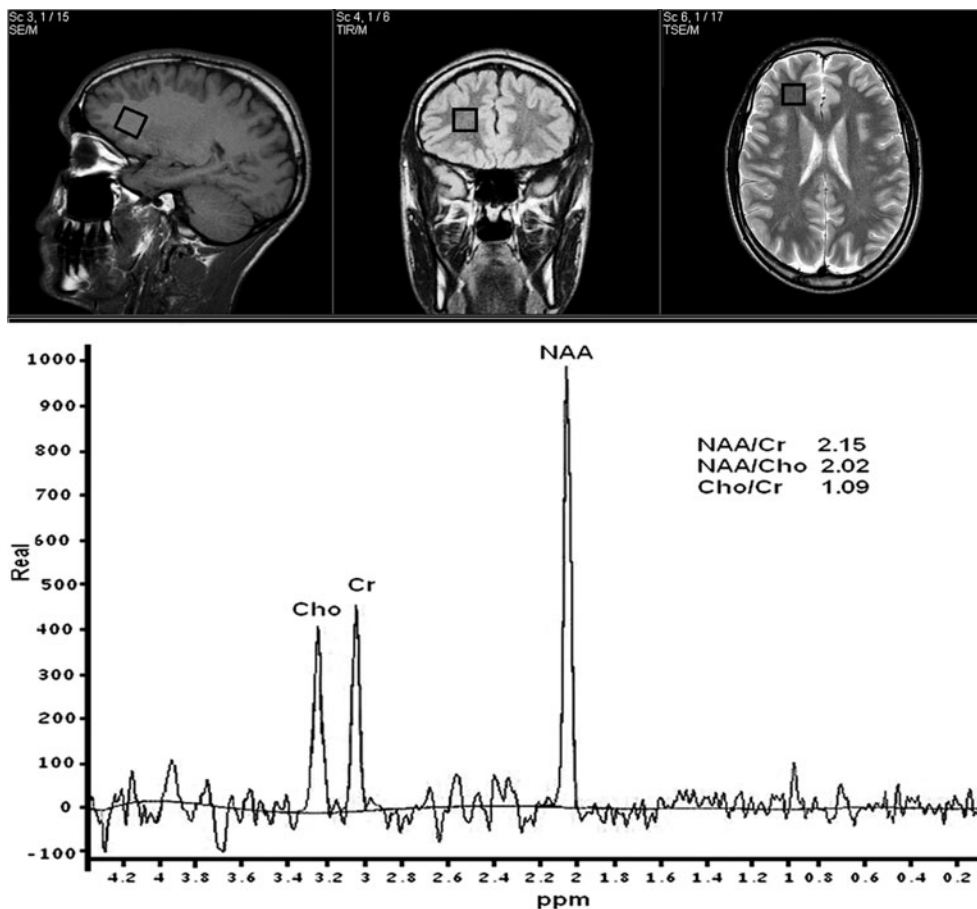 Sc 3, 1 / 15
SE/M
Sc 4, 1 / 6
TIR/M
Sc 6, 1 / 17
TSE/M
NAA
1000
900
800
700
600
500
400
300
200
100
0
-100
Real
NAA/Cr 2.15
NAA/Cho 2.02
Cho/Cr 1.09
Cho
Cr
4.2 4 3.8 3.6 3.4 3.2 3 2.8 2.6 2.4 2.2 2 1.8 1.6 1.4 1.2 1 0.8 0.6 0.4 0.2
ppm